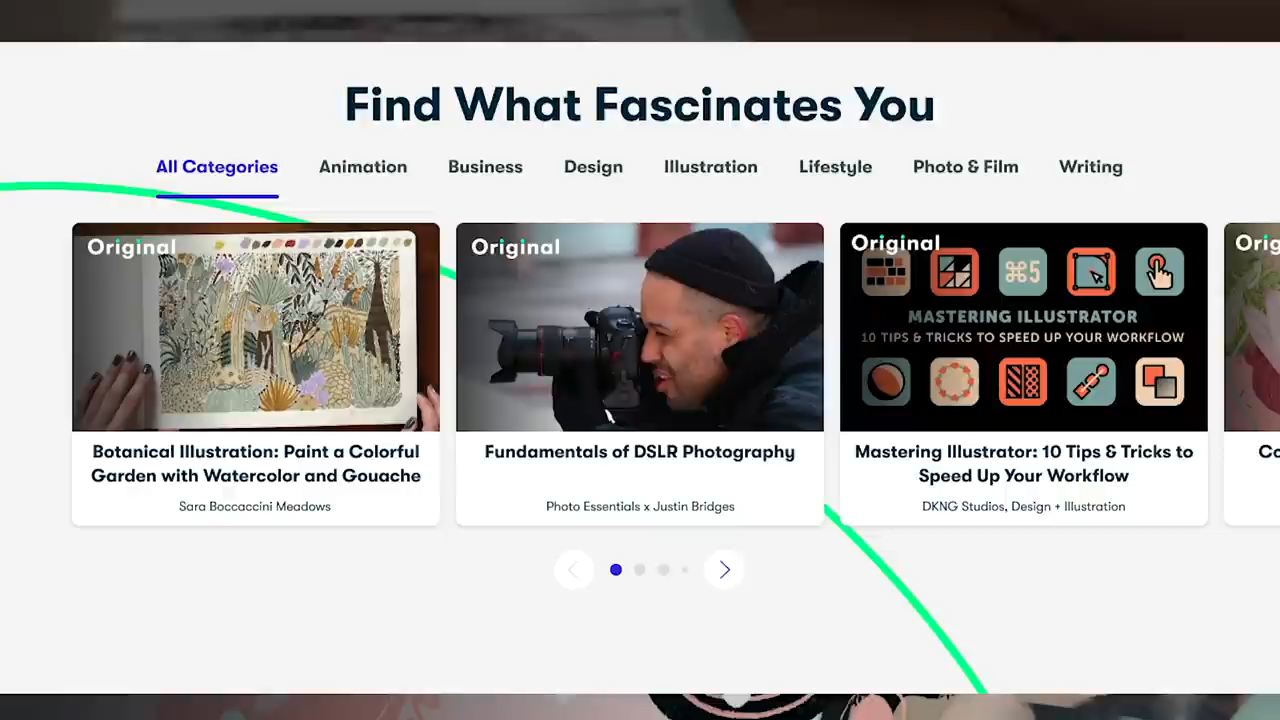 Find What Fascinates You
All Categories Animation Business Design Illustration Lifestyle Photo & Film Writing
Original
Original
Original
⌘5
MASTERING ILLUSTRATOR
10 TIPS & TRICKS TO SPEED UP YOUR WORKFLOW
Botanical Illustration: Paint a Colorful
Garden with Watercolor and Gouache
Sara Boccaccini Meadows
Fundamentals of DSLR Photography
Photo Essentials x Justin Bridges
Mastering Illustrator: 10 Tips & Tricks to
Speed Up Your Workflow
DKNG Studios, Design + Illustration